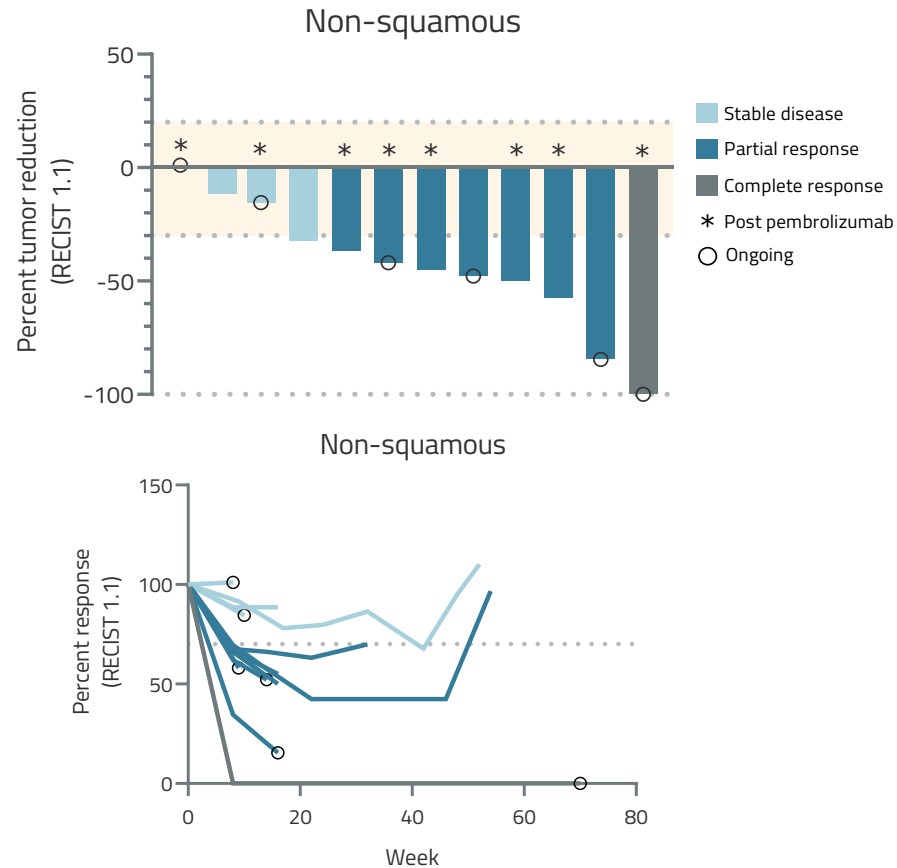 Non-squamous
Percent tumor reduction
(RECIST 1.1)
50
0
-50
-100
* * * * * * * *
Stable disease
Partial response
Complete response
* Post pembrolizumab
Ongoing
Non-squamous
Percent response
(RECIST 1.1)
150
100
50
0
0 20 40 60 80
Week